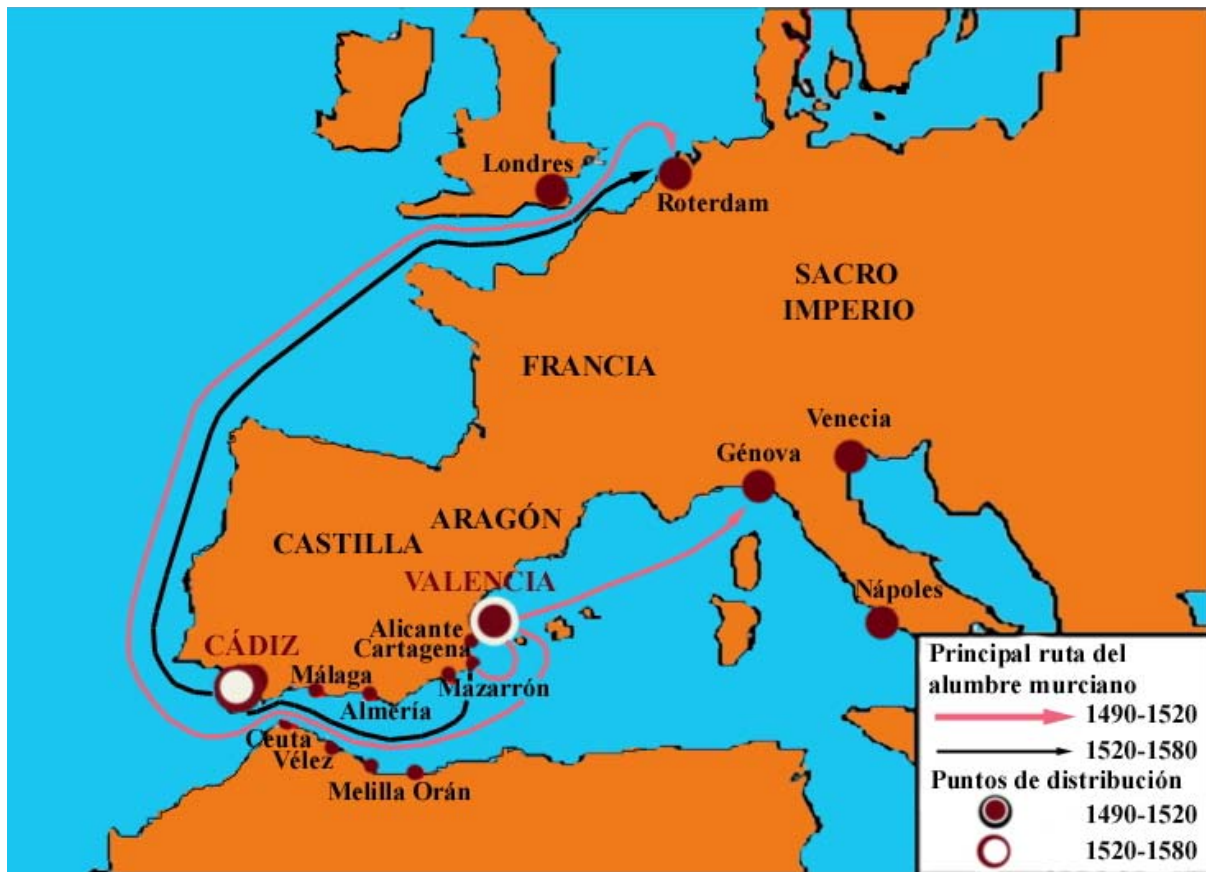 Londres
Roterdam
SACRO
IMPERIO
FRANCIA
Venecia
Génova
ARAGÓN
CASTILLA
VALENCIA
Nápoles
Alicante
CÁDIZ
Cartagena
Málaga
Mazarrón
Almería
Ceuta
Vélez
Melilla Orán
Principal ruta del
alumbre murciano
1490-1520
1520-1580
Puntos de distribución
1490-1520
1520-1580